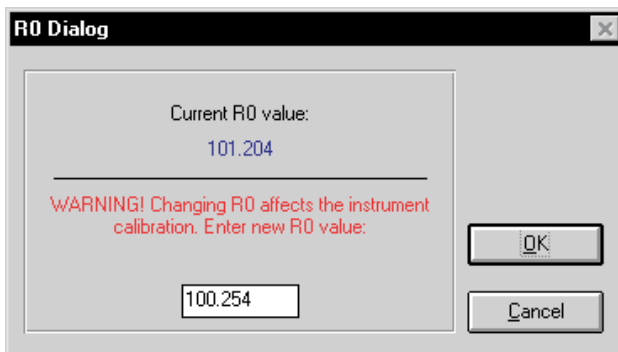 R0 Dialog
Current R0 value:
101.204
WARNING! Changing R0 affects the instrument
calibration. Enter new R0 value:
100.254
OK
Cancel